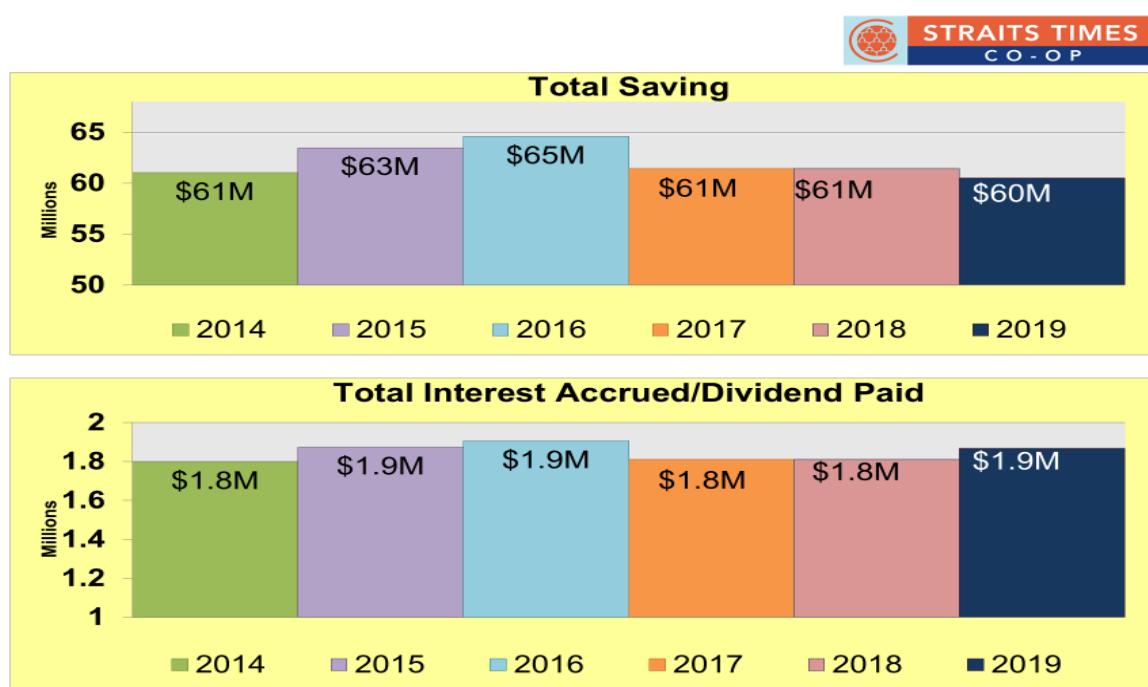 STRAITS TIMES
CO-OP
Total Saving
65
60
55
50
Millions
$61M
$63M
$65M
$61M
$61M
$60M
2014 2015 2016 2017 2018 2019
Total Interest Accrued/Dividend Paid
2
1.8
1.6
1.4
1.2
1
Millions
$1.8M
$1.9M
$1.9M
$1.8M
$1.8M
$1.9M
2014 2015 2016 2017 2018 2019